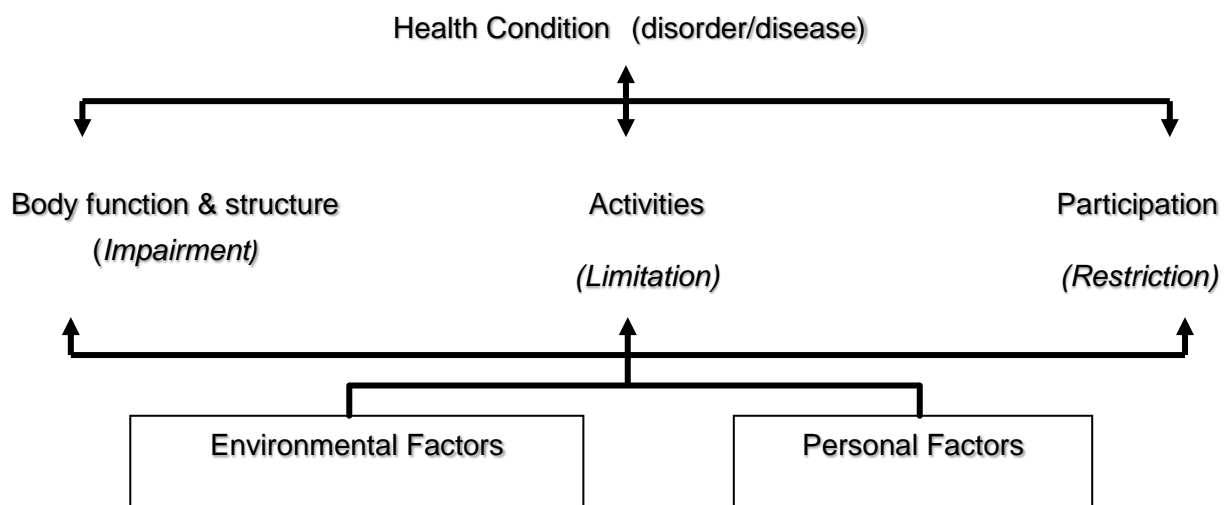 Health Condition (disorder/disease)
Body function & structure
(Impairment)
Activities
(Limitation)
Participation
(Restriction)
Environmental Factors
Personal Factors